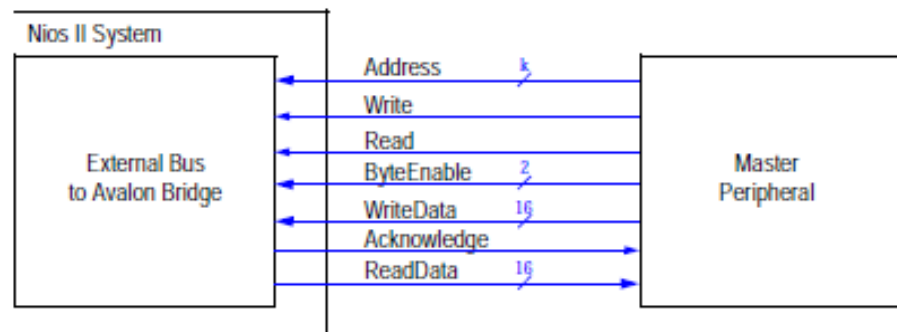 Nios II System
External Bus
to Avalon Bridge
Address
k
Write
Read
ByteEnable
2
WriteData
16
Acknowledge
ReadData
16
Master
Peripheral